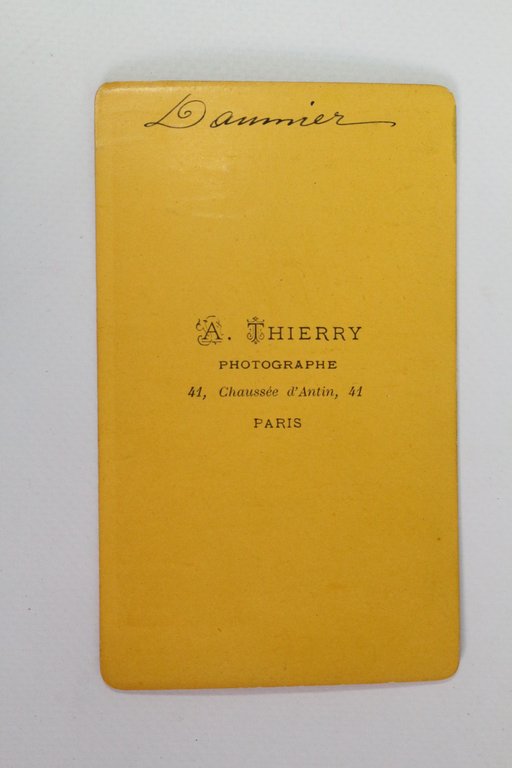 Daumier
A. THIERRY
PHOTOGRAPHE
41, Chaussée d'Antin, 41
PARIS